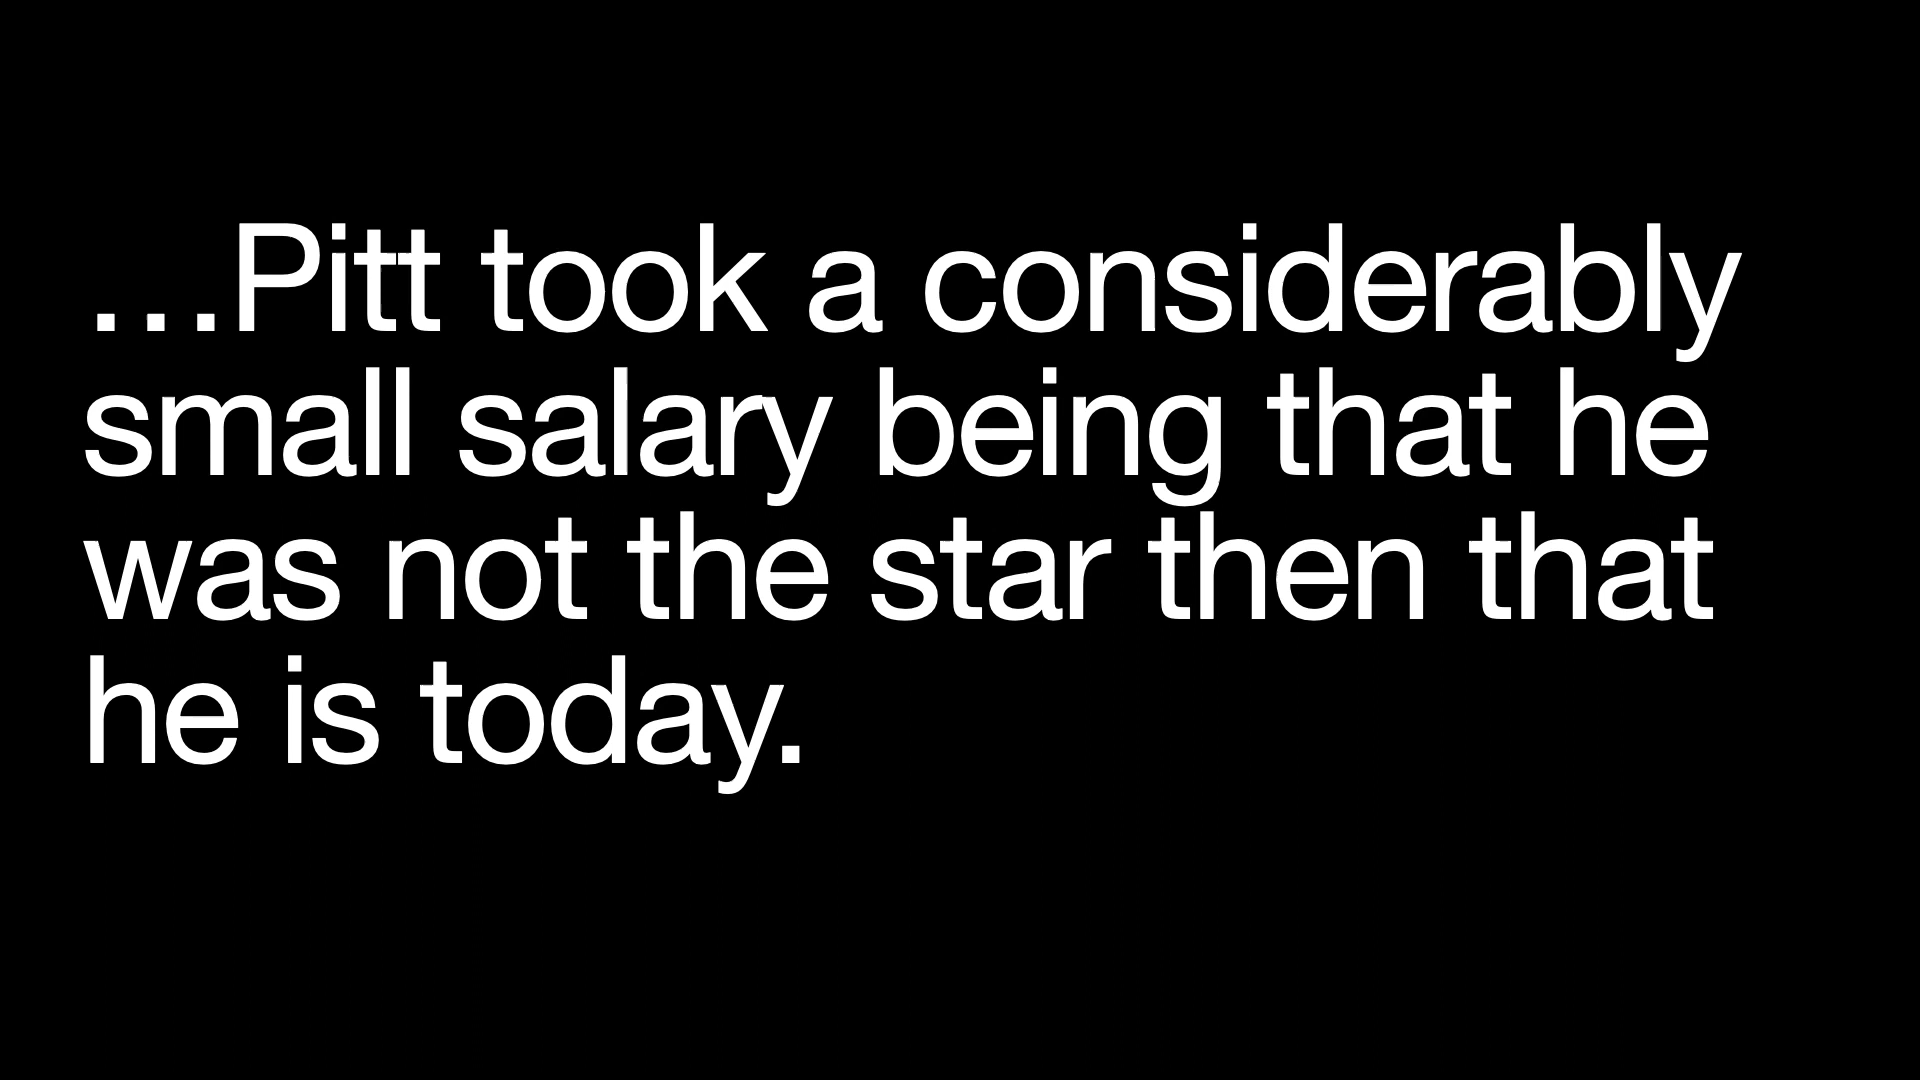 …Pitt took a considerably
small salary being that he
was not the star then that
he is today.